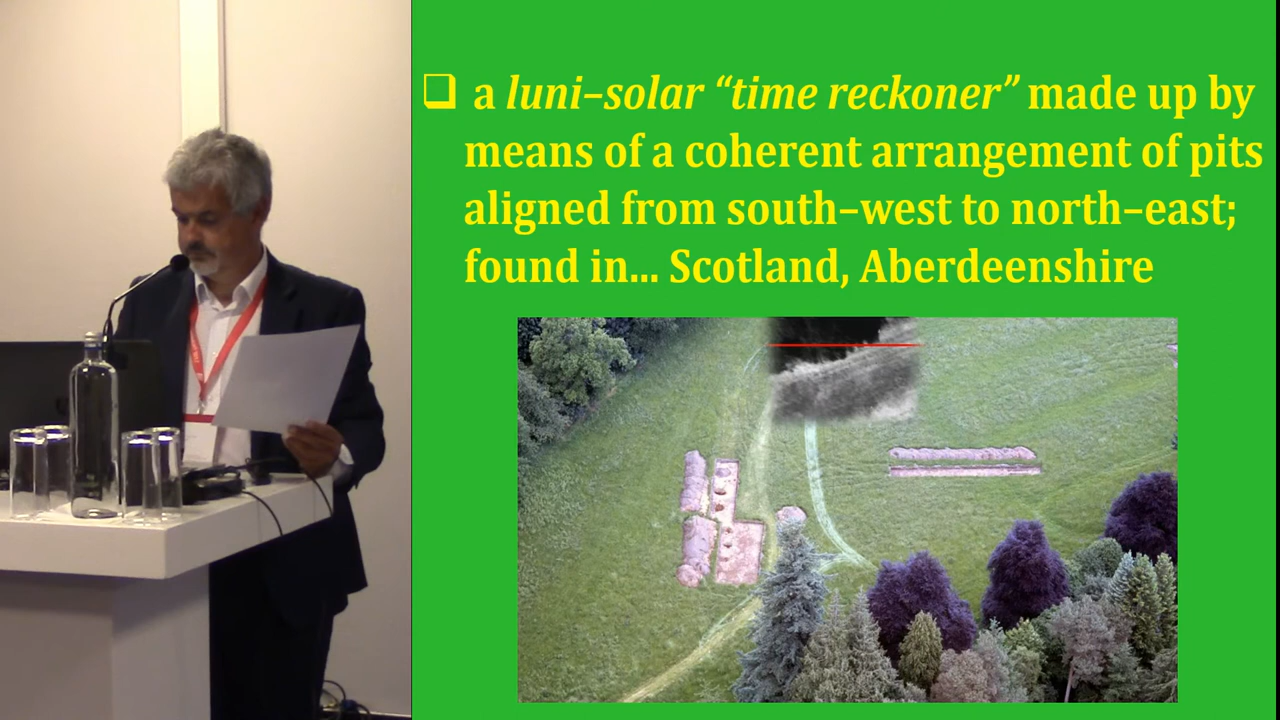 ❑ a luni–solar “time reckoner” made up by
means of a coherent arrangement of pits
aligned from south–west to north–east;
found in... Scotland, Aberdeenshire